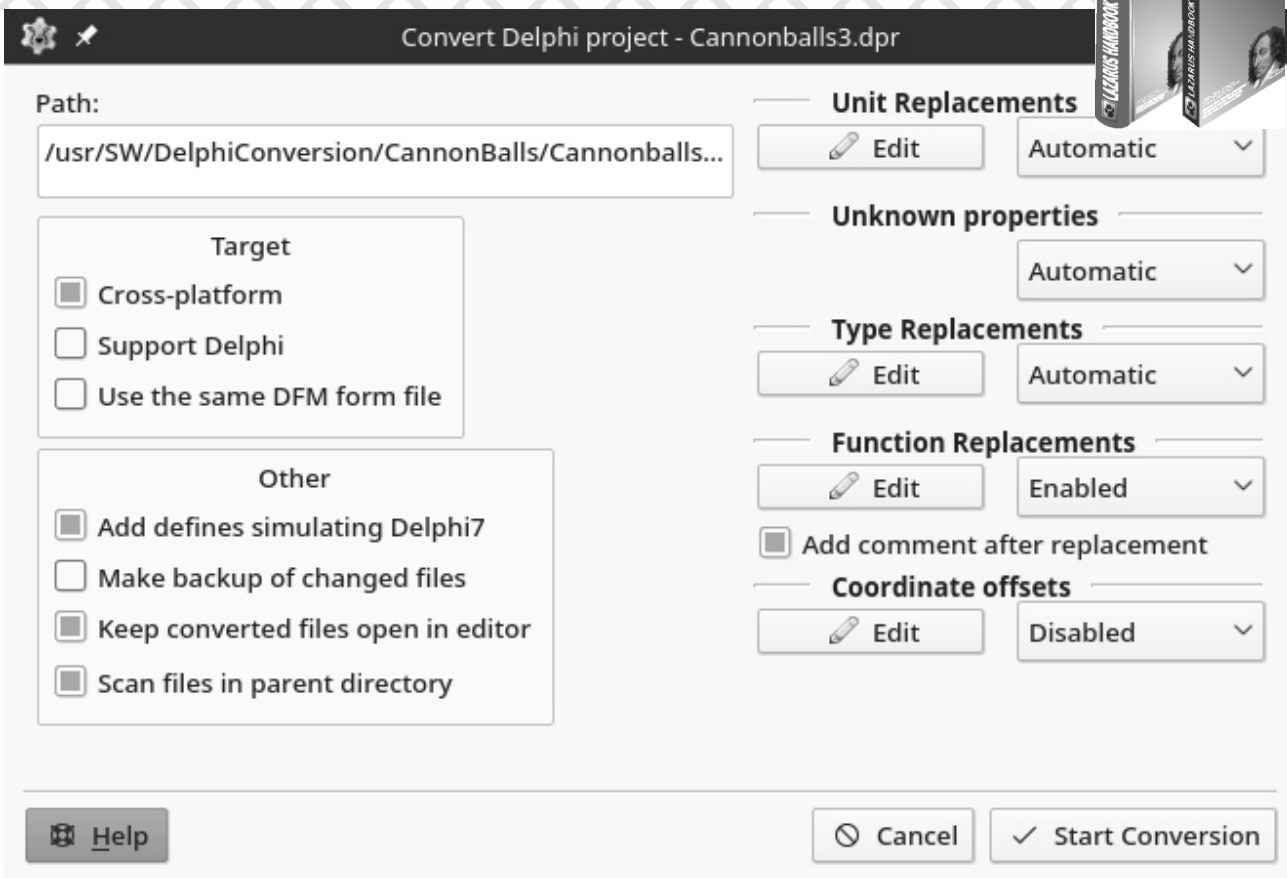 Convert Delphi project - Cannonballs3.dpr
LAZARUS HANDBOOK
LAZARUS HANDBOOK
Path:
/usr/SW/DelphiConversion/CannonBalls/Cannonballs...
Target
Cross-platform
Support Delphi
Use the same DFM form file
Other
Add defines simulating Delphi7
Make backup of changed files
Keep converted files open in editor
Scan files in parent directory
Unit Replacements
Edit
Automatic
Unknown properties
Automatic
Type Replacements
Edit
Automatic
Function Replacements
Edit
Enabled
Add comment after replacement
Coordinate offsets
Edit
Disabled
Help
Cancel
Start Conversion